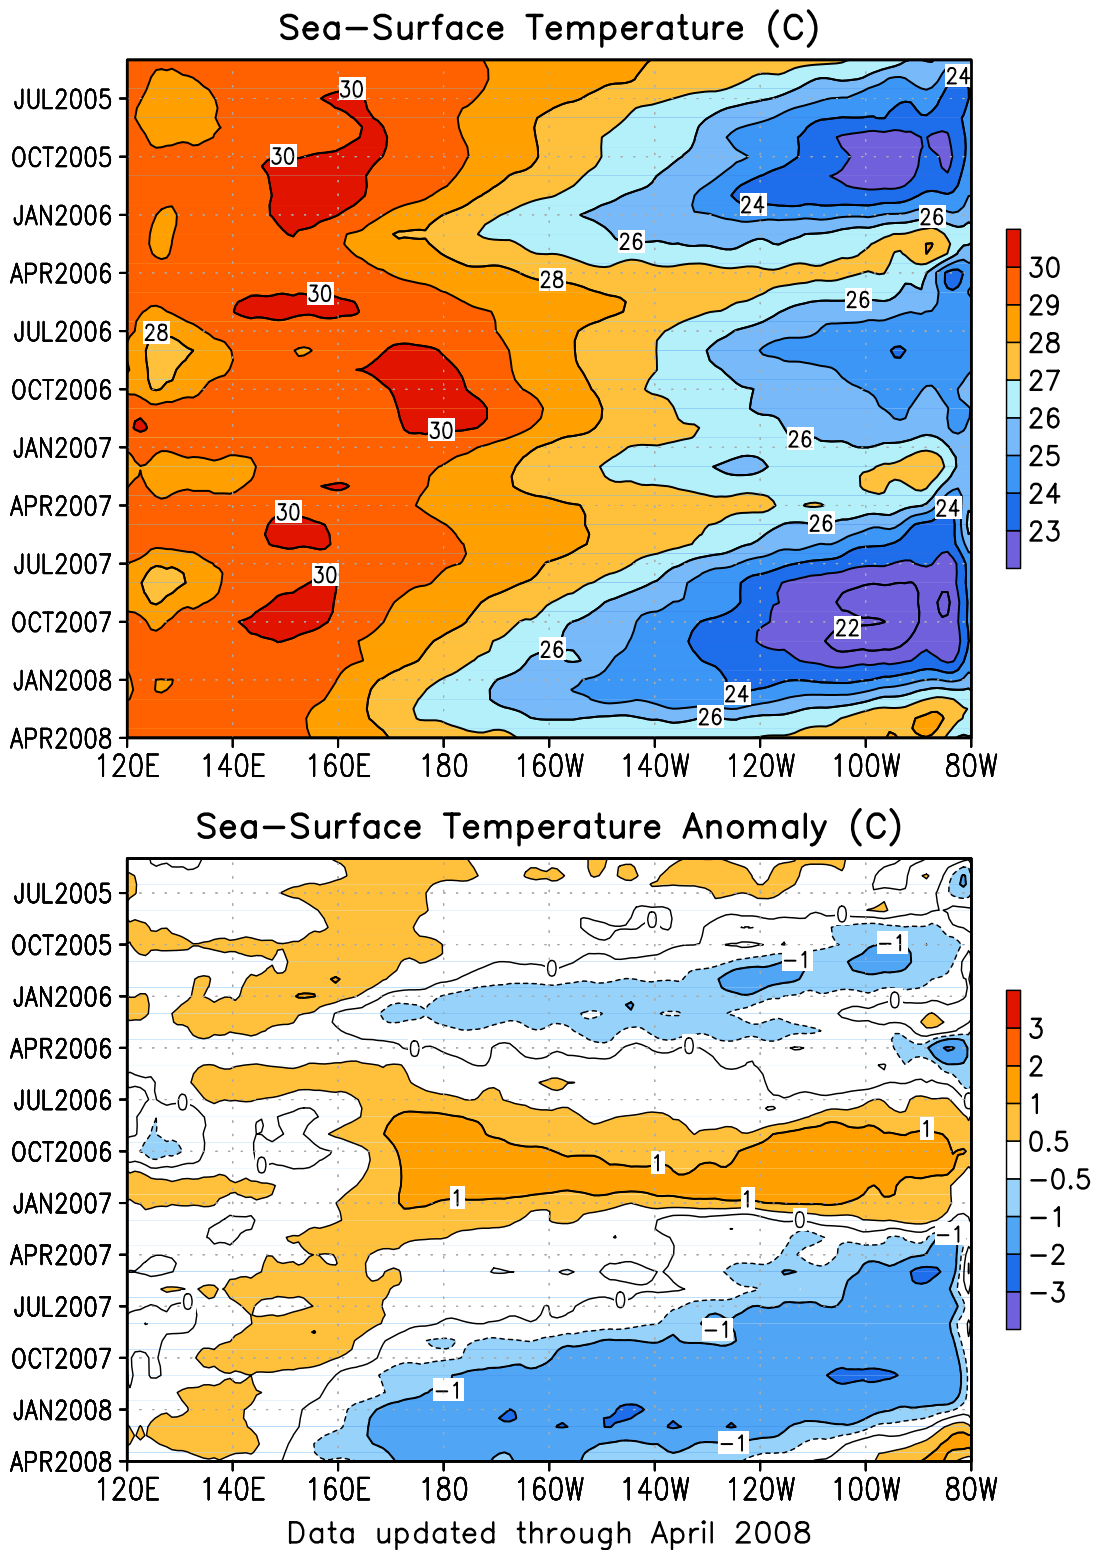 Sea-Surface Temperature (C)
24
JUL2005
30
OCT2005
30
JAN2006
24
26
26
APR2006
28
30
26
JUL2006
28
OCT2006
30
26
JAN2007
APR2007
30
26
24
JUL2007
30
OCT2007
22
26
JAN2008
24
26
APR2008
120E 140E 160E 180 160W 140W 120W 100W 80W
30
29
28
27
26
25
24
23
Sea-Surface Temperature Anomaly (C)
JUL2005
0
0
OCT2005
-1
-1
0
JAN2006
0
APR2006
0
0
JUL2006
0
0
OCT2006
1
1
0
JAN2007
1
1
0
APR2007
-1
JUL2007
0
0
-1
OCT2007
-1
JAN2008
-1
APR2008
120E 140E 160E 180 160W 140W 120W 100W 80W
3
2
1
0.5
-0.5
-1
-2
-3
Data updated through April 2008